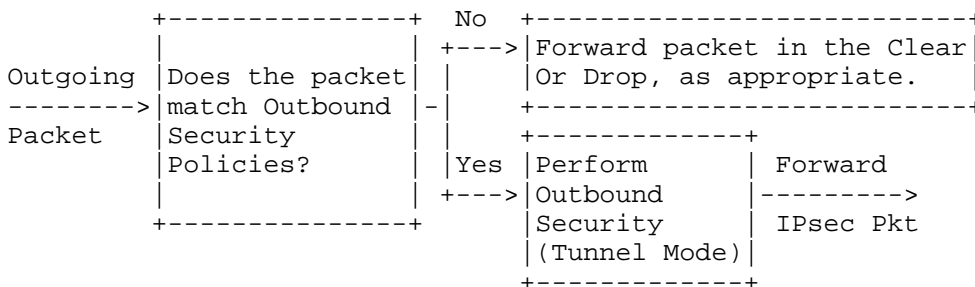 No
Forward packet in the Clear
Outgoing Does the packet Or Drop, as appropriate.
match Outbound
Packet Security
Policies? Yes Perform Forward
Outbound
Security IPsec Pkt
(Tunnel Mode)